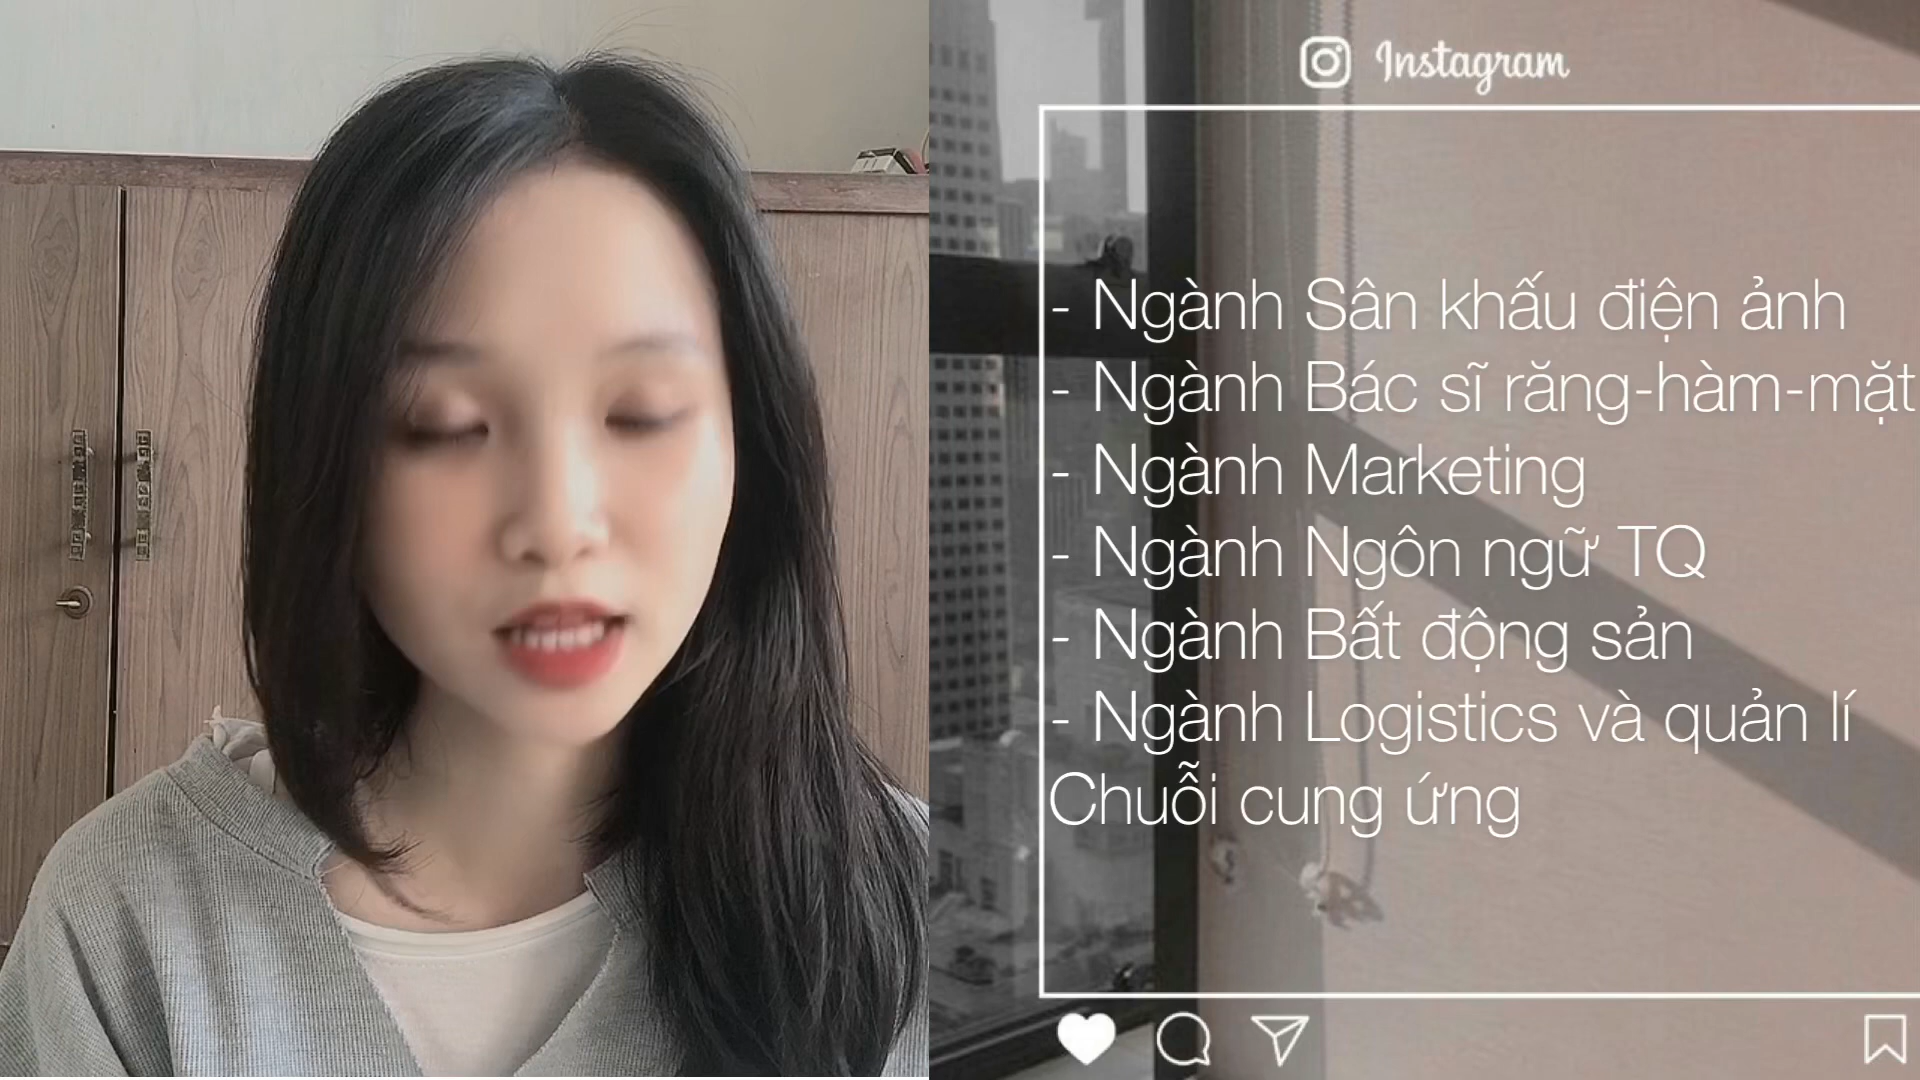 Instagram
- Ngành Sân khấu điện ảnh
- Ngành Bác sĩ răng-hàm-mặt
- Ngành Marketing
- Ngành Ngôn ngữ TQ
- Ngành Bất động sản
- Ngành Logistics và quản lí
Chuỗi cung ứng